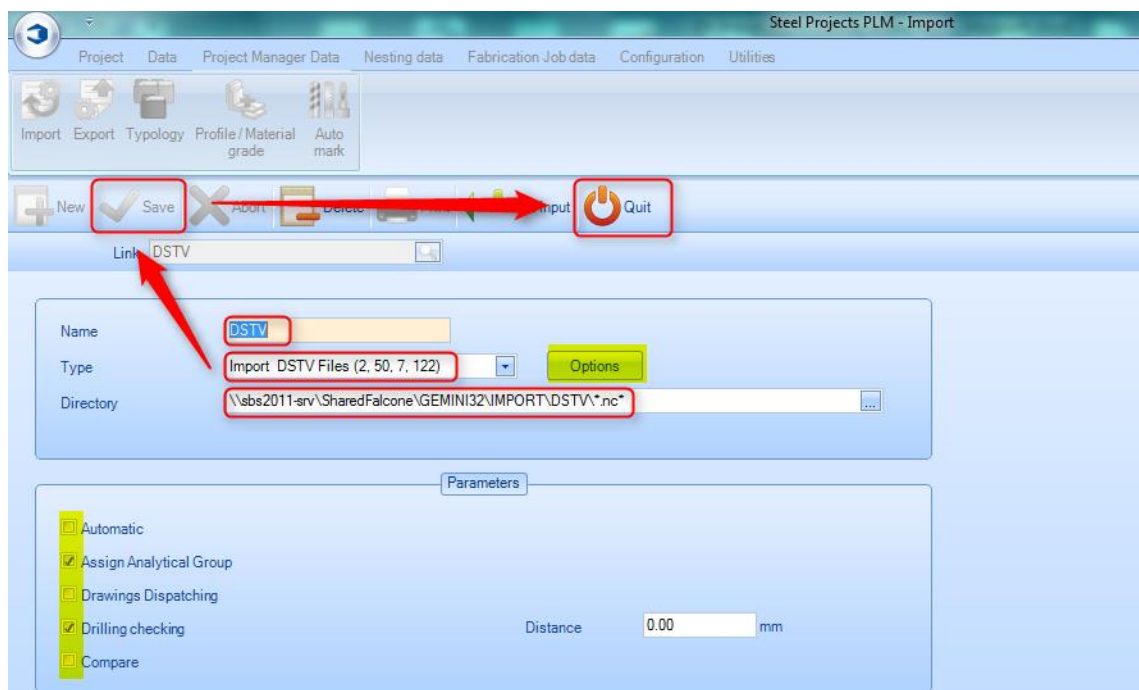 Steel Projects PLM - Import
Project Data Project Manager Data Nesting data Fabrication Job data Configuration Utilities
Import Export Typology Profile / Material grade Auto mark
New Save Abort Delete Input Quit
Link DSTV
Name DSTV
Type Import DSTV Files (2, 50, 7, 122) Options
Directory \\sbs2011-srv\SharedFalcone\GEMINI32\IMPORT\DSTV\*.nc* ...
Parameters
Automatic
Assign Analytical Group
Drawings Dispatching
Drilling checking Distance 0.00 mm
Compare